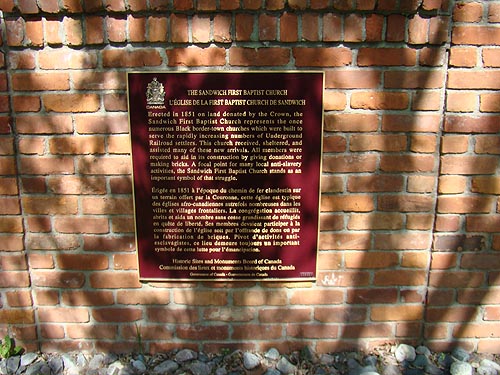 CANADA
THE SANDWICH FIRST BAPTIST CHURCH
L'ÉGLISE DE LA FIRST BAPTIST CHURCH DE SANDWICH
Erected in 1851 on land donated by the Crown, the
Sandwich First Baptist Church represents the once
numerous Black border-town churches which were built to
serve the rapidly increasing numbers of Underground
Railroad settlers. This church received, sheltered, and
assisted many of these new arrivals. All members were
required to aid in its construction by giving donations or
making bricks. A focal point for many local anti-slavery
activities, the Sandwich First Baptist Church stands as an
important symbol of that struggle.
Érigée en 1851 à l'époque du chemin de fer clandestin sur
un terrain offert par la Couronne, cette église est typique
des églises afro-canadiennes autrefois nombreuses dans les
villes et villages frontaliers. La congrégation accueillit,
abrita et aida un nombre sans cesse grandissant de réfugiés
en quête de liberté. Ses membres devaient participer à la
construction de l'église soit par l'offrande de dons ou par
la fabrication de briques. Pivot d'activités anti-
esclavagistes, ce lieu demeure toujours un important
symbole de cette lutte pour l'émancipation.
Historic Sites and Monuments Board of Canada
Commission des lieux et monuments historiques du Canada
Government of Canada - Gouvernement du Canada